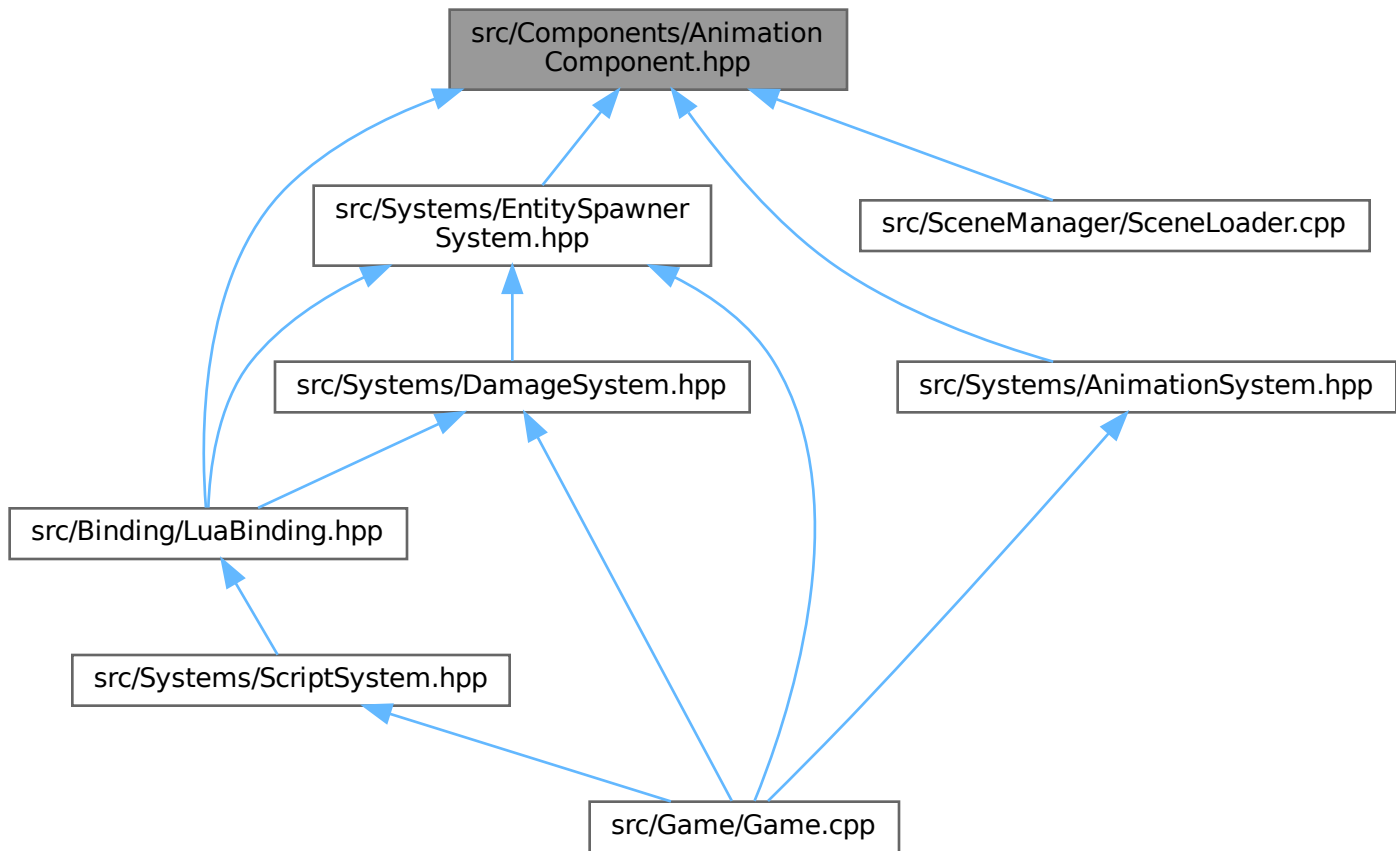 src/Components/Animation
Component.hpp
src/Systems/EntitySpawner
System.hpp
src/SceneManager/SceneLoader.cpp
src/Systems/DamageSystem.hpp
src/Systems/AnimationSystem.hpp
src/Binding/LuaBinding.hpp
src/Systems/ScriptSystem.hpp
src/Game/Game.cpp